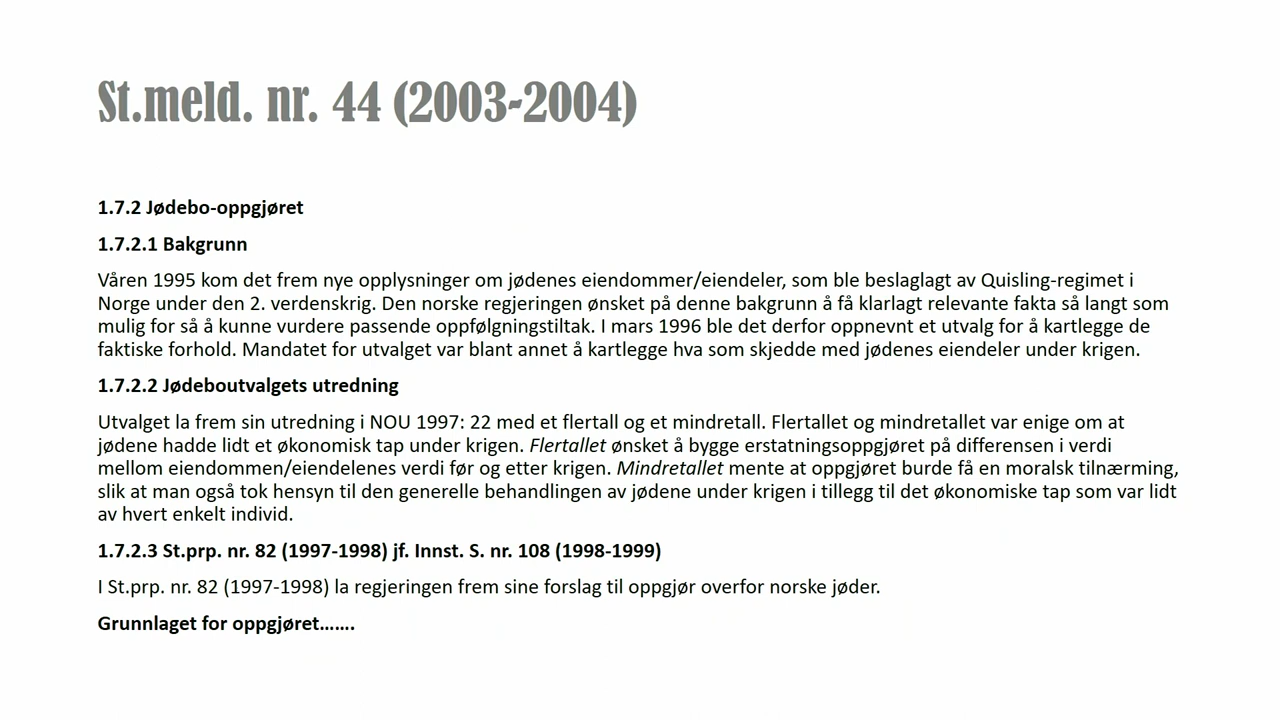 St.meld. nr. 44 (2003-2004)
1.7.2 Jødebo-oppgjøret
1.7.2.1 Bakgrunn
Våren 1995 kom det frem nye opplysninger om jødenes eiendommer/eiendeler, som ble beslaglagt av Quisling-regimet i
Norge under den 2. verdenskrig. Den norske regjeringen ønsket på denne bakgrunn å få klarlagt relevante fakta så langt som
mulig for så å kunne vurdere passende oppfølgningstiltak. I mars 1996 ble det derfor oppnevnt et utvalg for å kartlegge de
faktiske forhold. Mandatet for utvalget var blant annet å kartlegge hva som skjedde med jødenes eiendeler under krigen.
1.7.2.2 Jødeboutvalgets utredning
Utvalget la frem sin utredning i NOU 1997: 22 med et flertall og et mindretall. Flertallet og mindretallet var enige om at
jødene hadde lidt et økonomisk tap under krigen. Flertallet ønsket å bygge erstatningsoppgjøret på differensen i verdi
mellom eiendommen/eiendelenes verdi før og etter krigen. Mindretallet mente at oppgjøret burde få en moralsk tilnærming,
slik at man også tok hensyn til den generelle behandlingen av jødene under krigen i tillegg til det økonomiske tap som var lidt
av hvert enkelt individ.
1.7.2.3 St.prp. nr. 82 (1997-1998) jf. Innst. S. nr. 108 (1998-1999)
I St.prp. nr. 82 (1997-1998) la regjeringen frem sine forslag til oppgjør overfor norske jøder.
Grunnlaget for oppgjøret…….